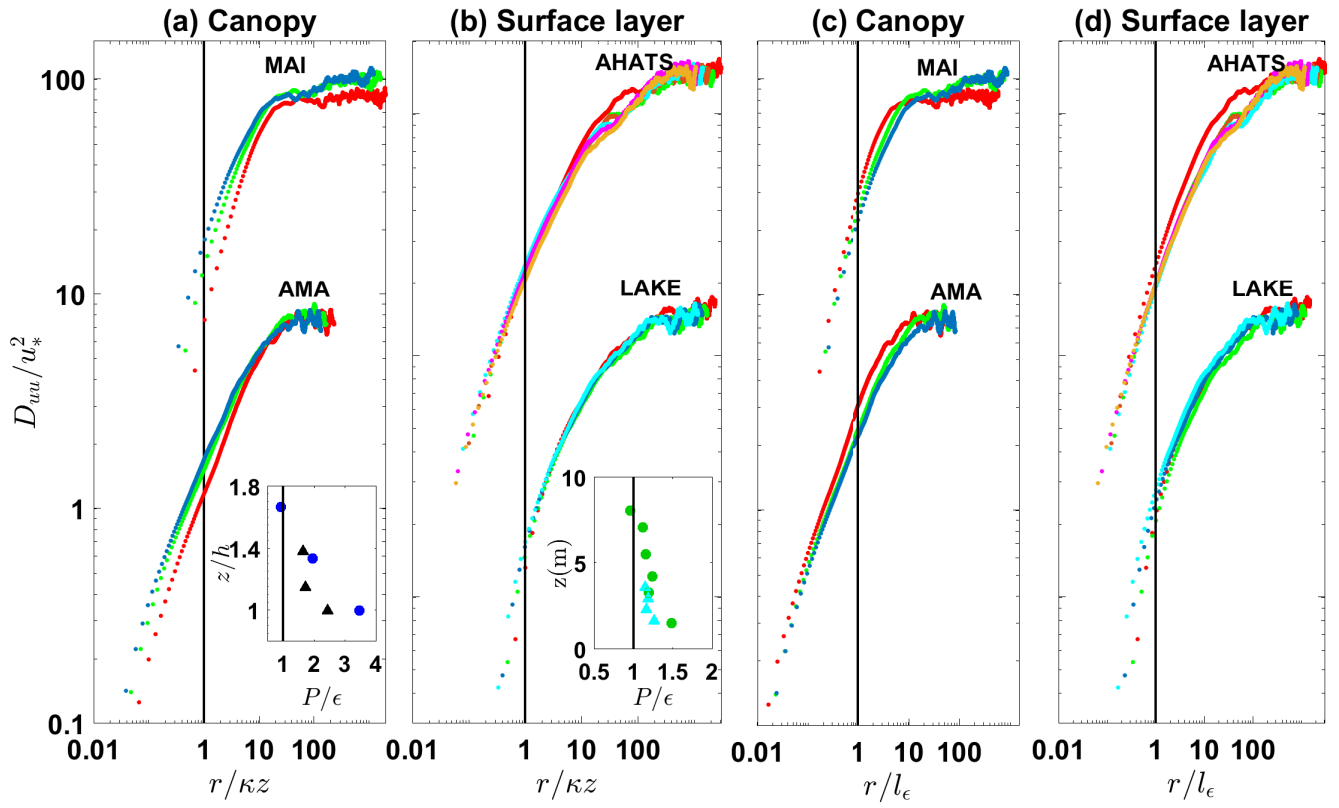 (a) Canopy
(b) Surface layer
(c) Canopy
(d) Surface layer
D_{uu}/u_*^2
100
10
1
0.1
MAI
AMA
z/h
1.8
1.4
1
1 2 3 4
P/ϵ
0.01 1 10 100
r/κz
AHATS
LAKE
z(m)
10
5
0
0.5 1 1.5 2
P/ϵ
0.01 1 10 100
r/κz
MAI
AMA
0.01 1 10 100
r/l_ϵ
AHATS
LAKE
0.01 1 10 100
r/l_ϵ